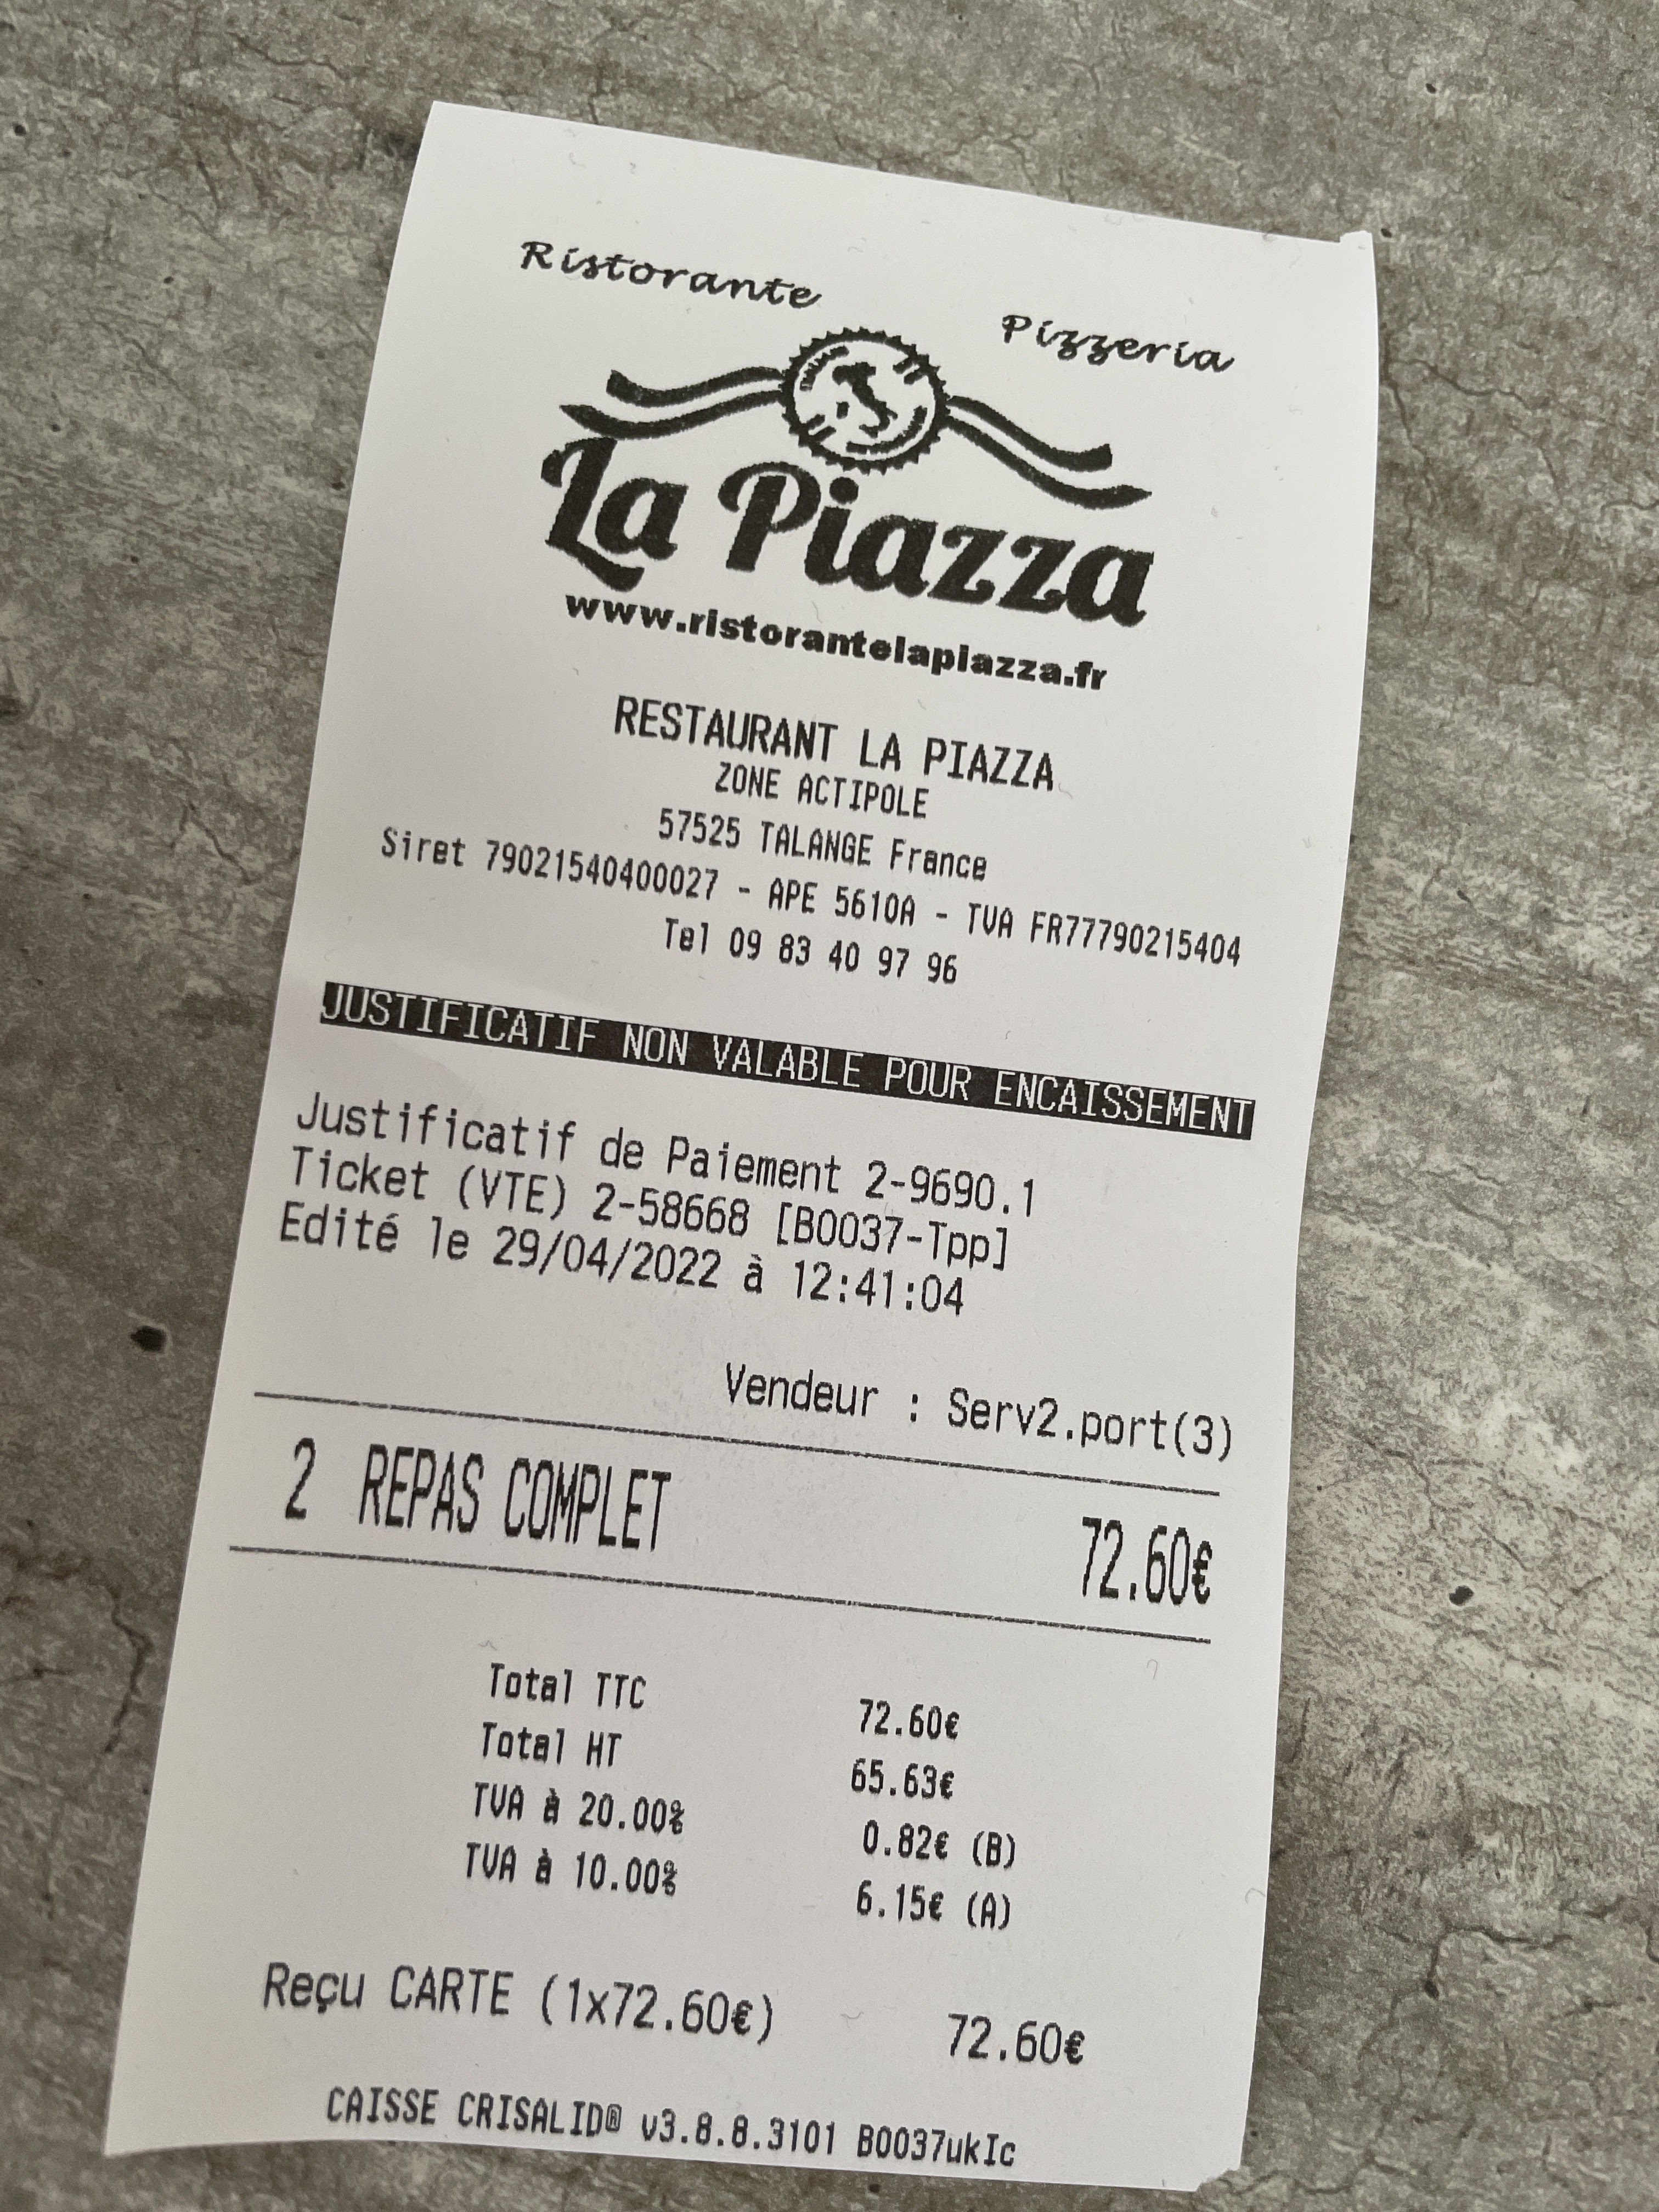 Ristorante
Pizzeria
La Piazza
www.ristorantelapiazza.fr
RESTAURANT LA PIAZZA
ZONE ACTIPOLE
57525 TALANGE France
Siret 79021540400027 - APE 5610A - TVA FR77790215404
Tel 09 83 40 97 96
JUSTIFICATIF NON VALABLE POUR ENCAISSEMENT
Justificatif de Paiement 2-9690.1
Ticket (VTE) 2-58668 [B0037-Tpp]
Edité le 29/04/2022 à 12:41:04
Vendeur : Serv2.port(3)
2 REPAS COMPLET 72.60€
Total TTC 72.60€
Total HT 65.63€
TVA à 20.00% 0.82€ (B)
TVA à 10.00% 6.15€ (A)
Reçu CARTE (1x72.60€) 72.60€
CAISSE CRISALID® v3.8.8.3101 B0037ukIc